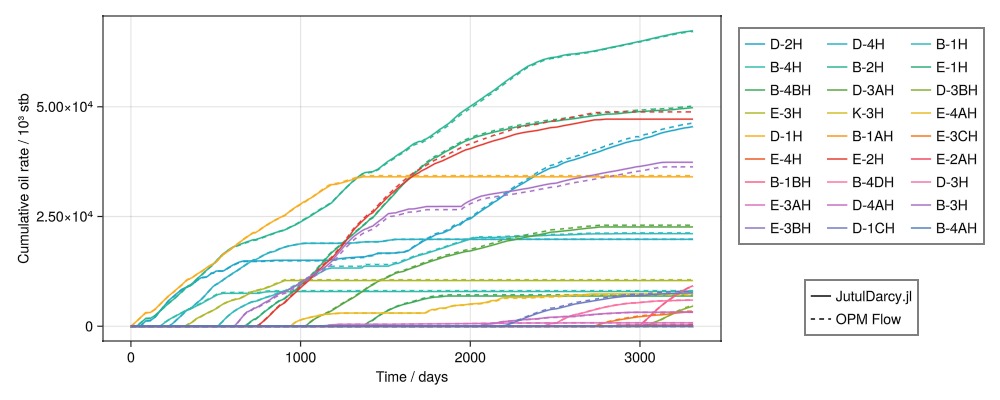 Cumulative oil rate / 10³ stb
5.00×10⁴
2.50×10⁴
0
0 1000 2000 3000
Time / days
D-2H D-4H B-1H
B-4H B-2H E-1H
B-4BH D-3AH D-3BH
E-3H K-3H E-4AH
D-1H B-1AH E-3CH
E-4H E-2H E-2AH
B-1BH B-4DH D-3H
E-3AH D-4AH B-3H
E-3BH D-1CH B-4AH
JutulDarcy.jl
OPM Flow